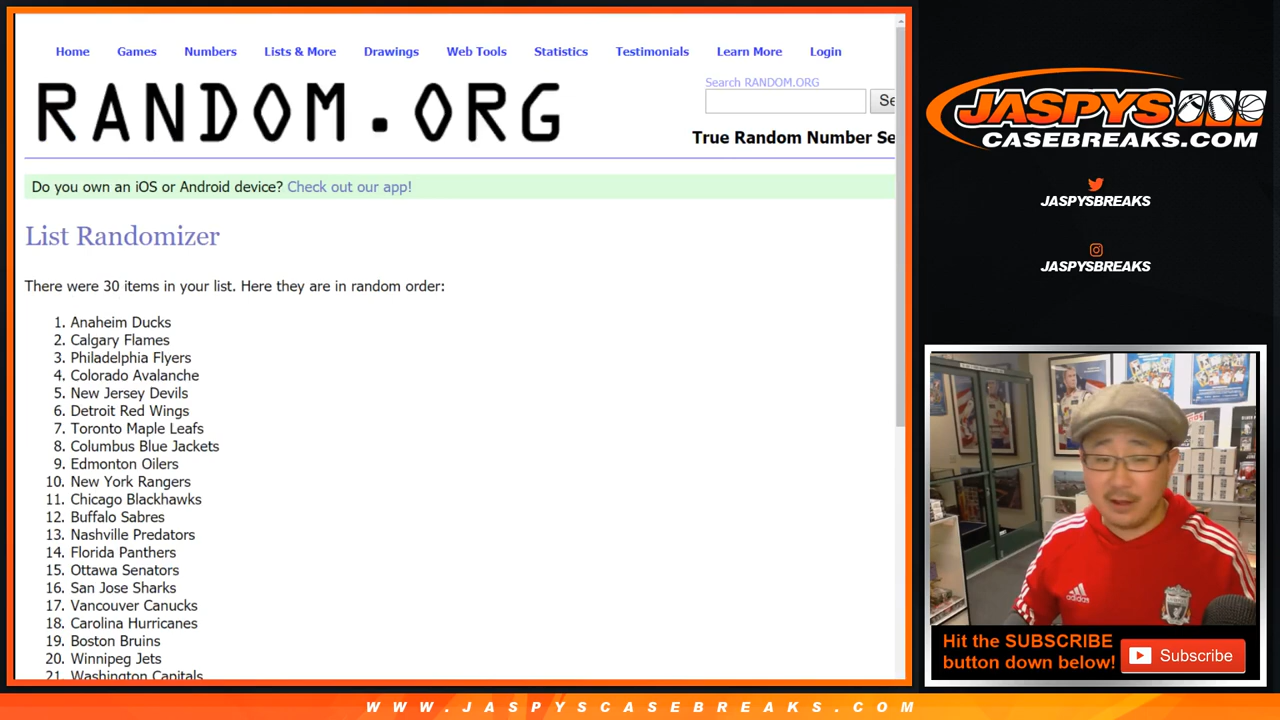 Home Games Numbers Lists & More Drawings Web Tools Statistics Testimonials Learn More Login
RANDOM.ORG
Search RANDOM.ORG
Se
True Random Number Se
Do you own an iOS or Android device? Check out our app!
List Randomizer
There were 30 items in your list. Here they are in random order:
1. Anaheim Ducks
2. Calgary Flames
3. Philadelphia Flyers
4. Colorado Avalanche
5. New Jersey Devils
6. Detroit Red Wings
7. Toronto Maple Leafs
8. Columbus Blue Jackets
9. Edmonton Oilers
10. New York Rangers
11. Chicago Blackhawks
12. Buffalo Sabres
13. Nashville Predators
14. Florida Panthers
15. Ottawa Senators
16. San Jose Sharks
17. Vancouver Canucks
18. Carolina Hurricanes
19. Boston Bruins
20. Winnipeg Jets
21. Washington Capitals
JASPYS
CASEBREAKS.COM
JASPYSBREAKS
JASPYSBREAKS
adidas
Hit the SUBSCRIBE
button down below!
Subscribe
WWW.JASPYSCASEBREAKS.COM